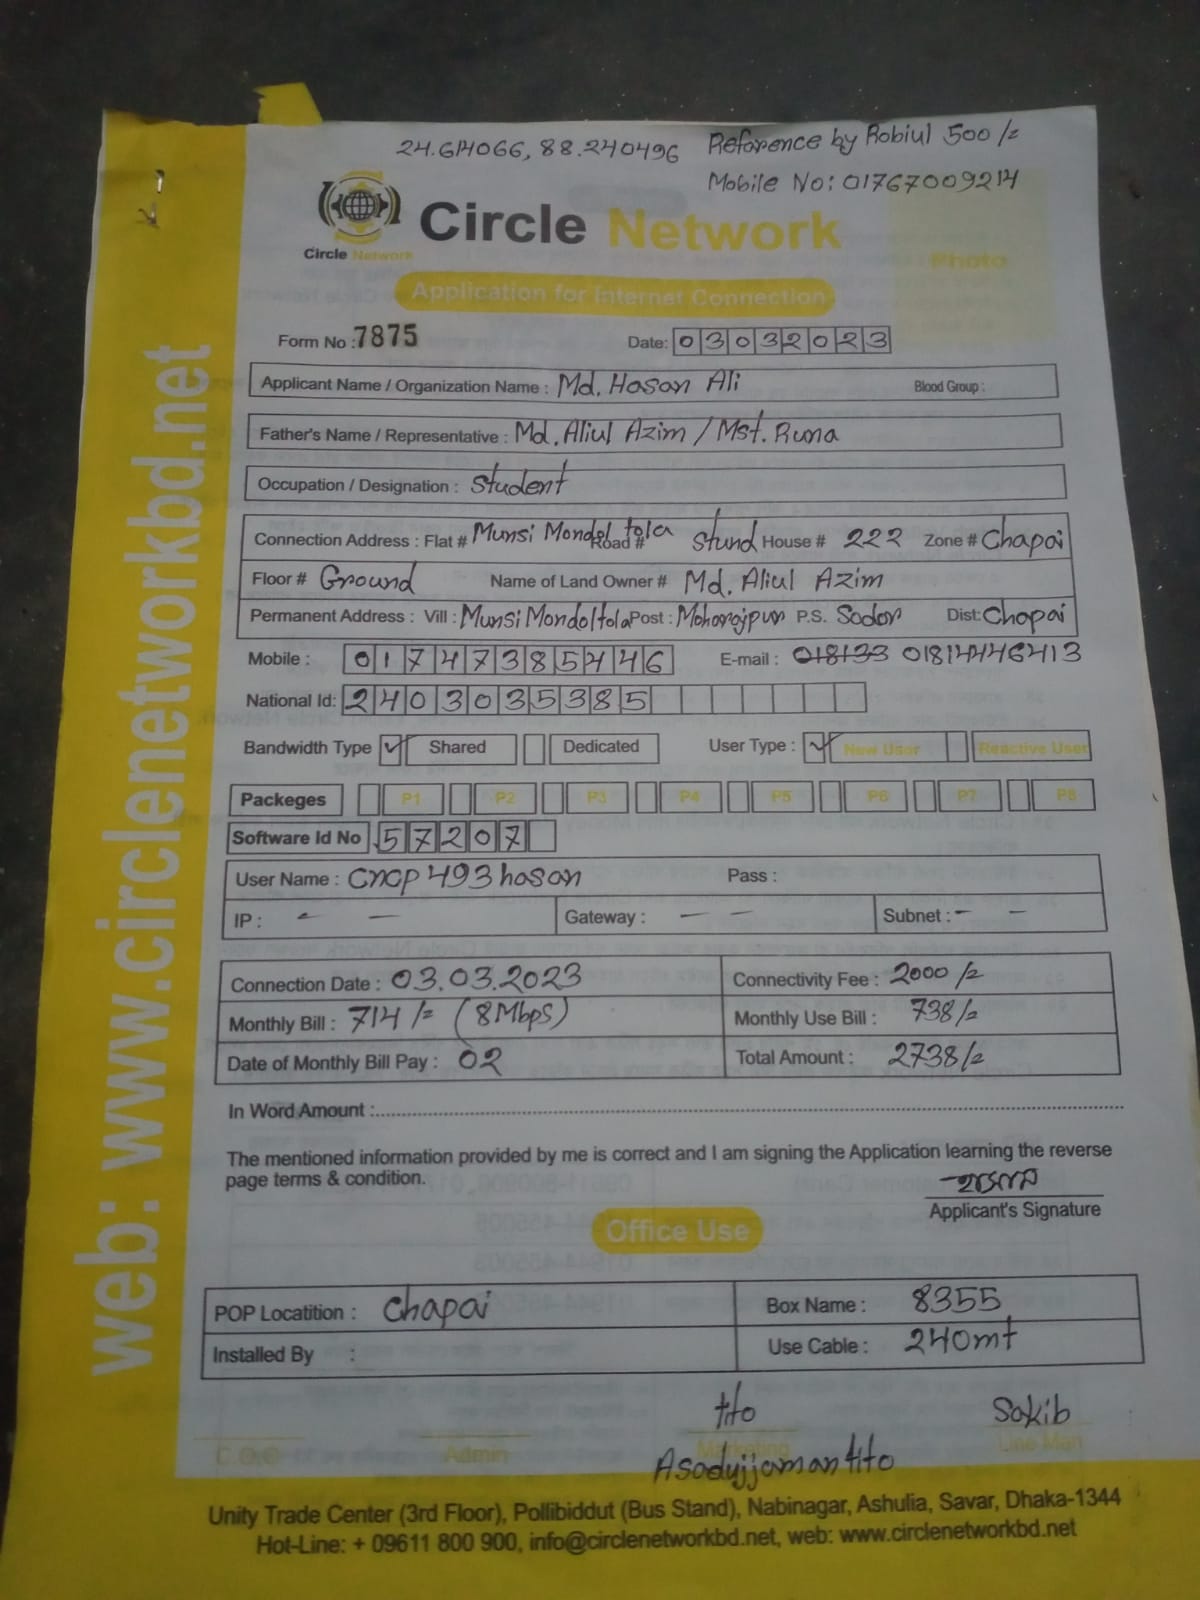 24.614066, 88.240496 Reference by Robiul 500/=
Mobile No: 01767009214
Circle Network
Circle Network
Photo
Application for Internet Connection
Form No : 7875 Date: 03032023
Applicant Name / Organization Name : Md. Hasan Ali Blood Group :
Father's Name / Representative : Md. Aliul Azim / Mst. Runa
Occupation / Designation : Student
Connection Address : Flat # Munsi Mondol tola Road # Stund House # 222 Zone # Chapai
Floor # Ground Name of Land Owner # Md. Aliul Azim
Permanent Address : Vill : Munsi Mondoltola Post : Moharajpur P.S. Sador Dist: Chapai
Mobile : 01747385446 E-mail : 018133 01814446413
National Id: 2403035385
Bandwidth Type Shared Dedicated User Type : New User Reactive User
Packeges P1 P2 P3 P4 P5 P6 P7 P8
Software Id No 57207
User Name : cncp493hasan Pass :
IP : - - Gateway : - - Subnet : - -
Connection Date : 03.03.2023 Connectivity Fee : 2000/=
Monthly Bill : 714/= (8Mbps) Monthly Use Bill : 738/=
Date of Monthly Bill Pay : 02 Total Amount : 2738/=
In Word Amount :
The mentioned information provided by me is correct and I am signing the Application learning the reverse
page terms & condition.
হাসান
Applicant's Signature
Office Use
POP Locatition : Chapai Box Name : 8355
Installed By : Use Cable : 240mt
tito Sakib
C.O.O Admin Marketing Line Man
Asadujjaman tito
Unity Trade Center (3rd Floor), Pollibiddut (Bus Stand), Nabinagar, Ashulia, Savar, Dhaka-1344
Hot-Line: + 09611 800 900, info@circlenetworkbd.net, web: www.circlenetworkbd.net
web: www.circlenetworkbd.net